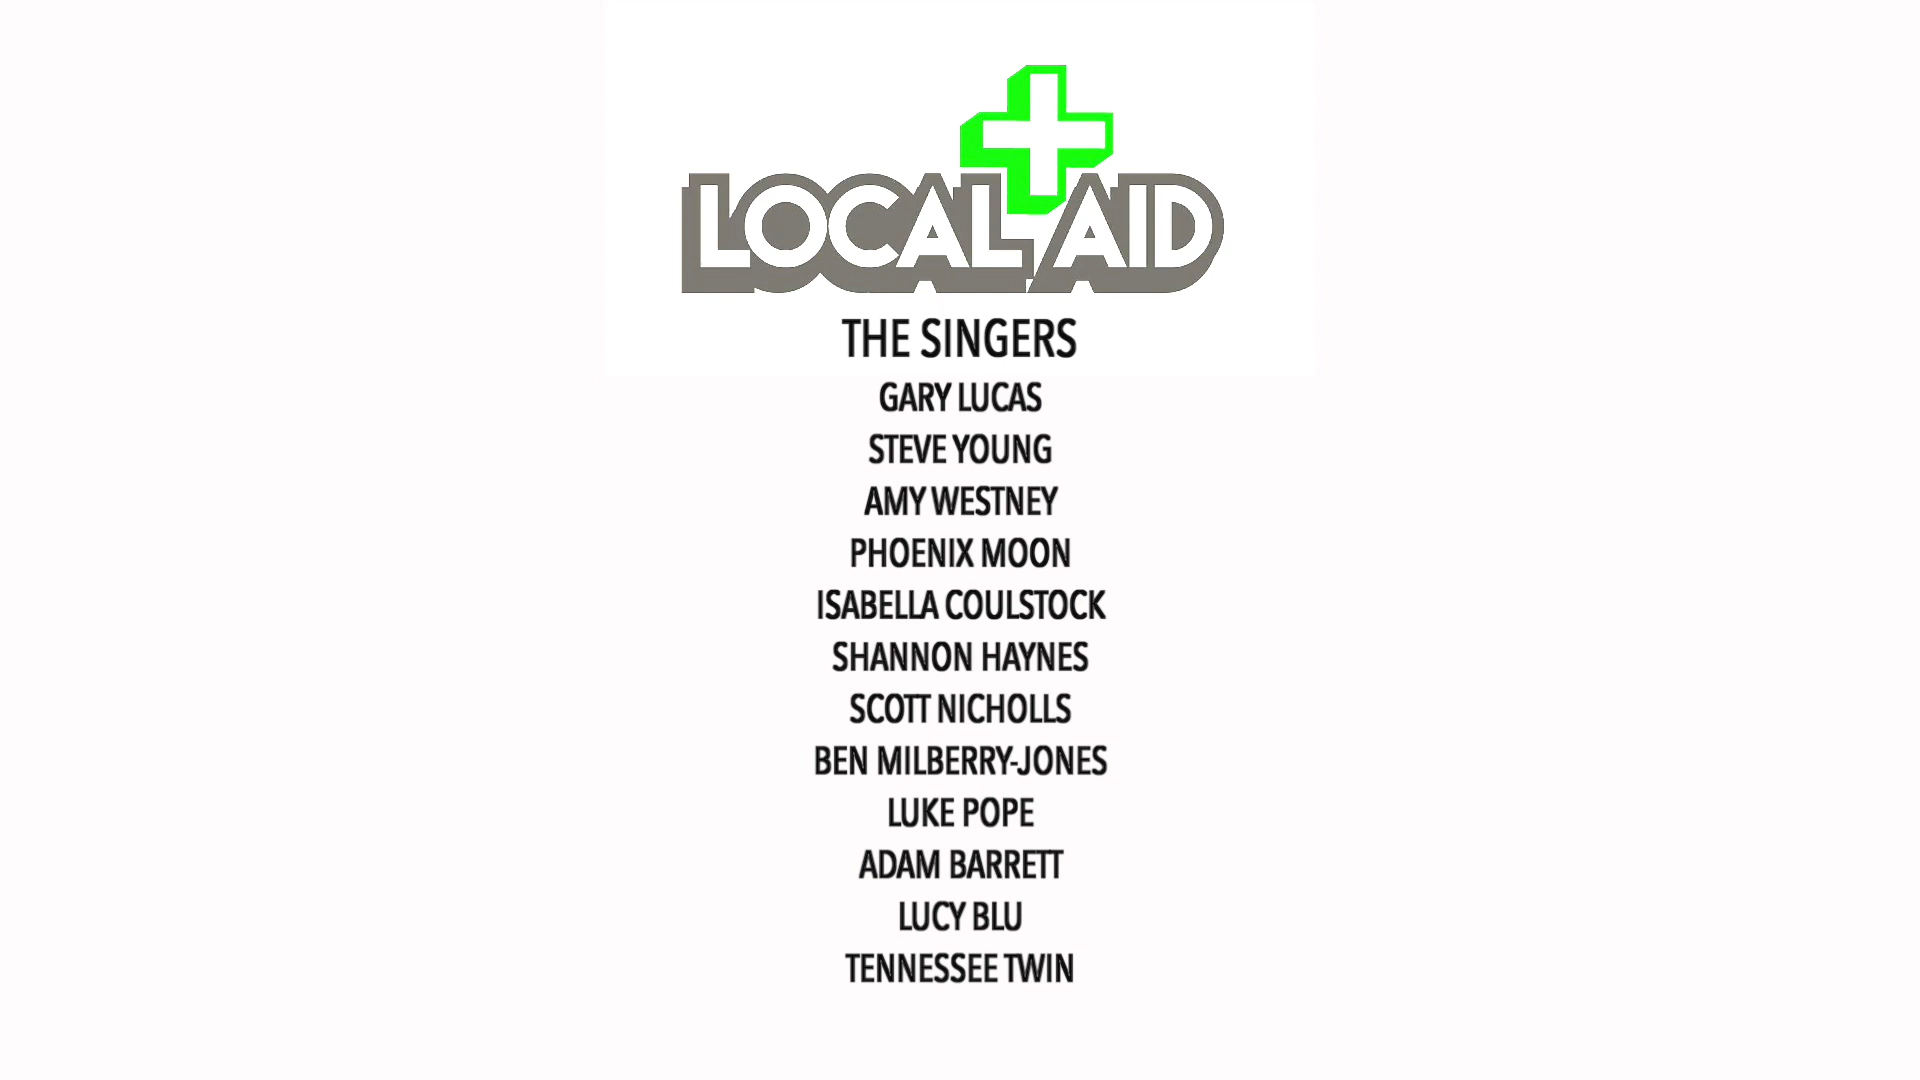 LOCAL AID
THE SINGERS
GARY LUCAS
STEVE YOUNG
AMY WESTNEY
PHOENIX MOON
ISABELLA COULSTOCK
SHANNON HAYNES
SCOTT NICHOLLS
BEN MILBERRY-JONES
LUKE POPE
ADAM BARRETT
LUCY BLU
TENNESSEE TWIN